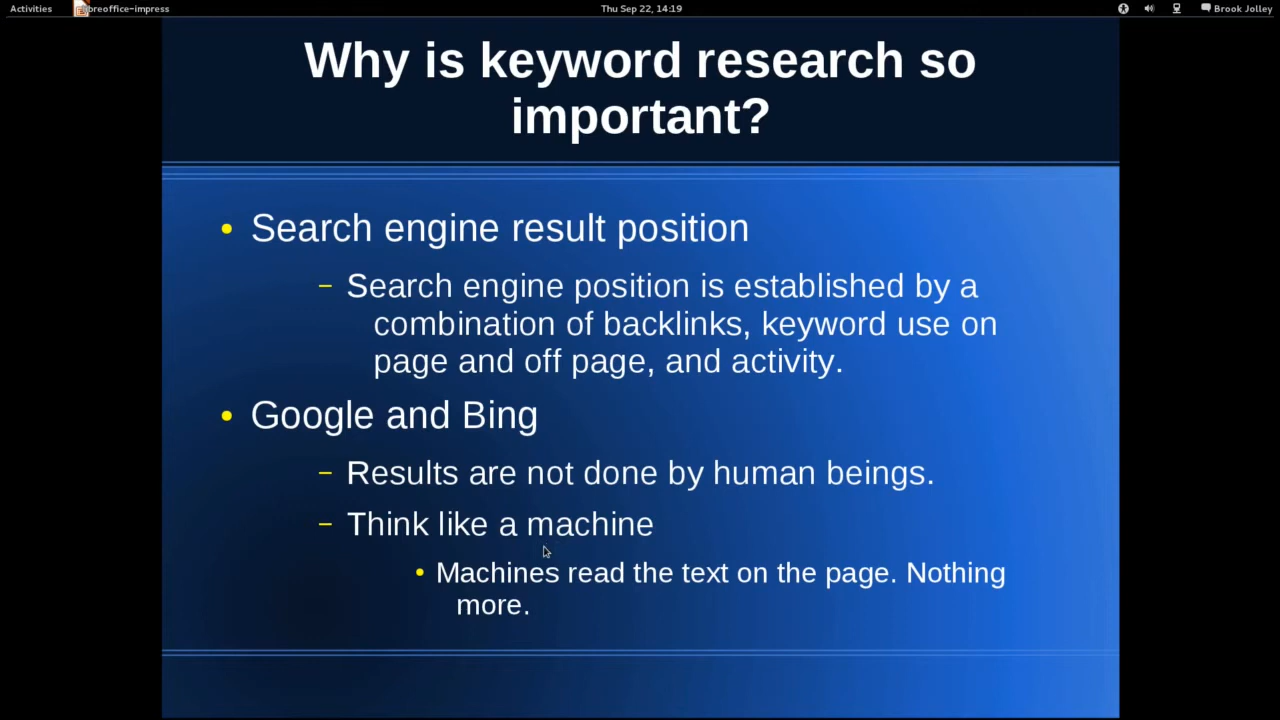 Activities
libreoffice-impress
Thu Sep 22, 14:19
Brook Jolley
Why is keyword research so
important?
• Search engine result position
– Search engine position is established by a
combination of backlinks, keyword use on
page and off page, and activity.
• Google and Bing
– Results are not done by human beings.
– Think like a machine
• Machines read the text on the page. Nothing
more.